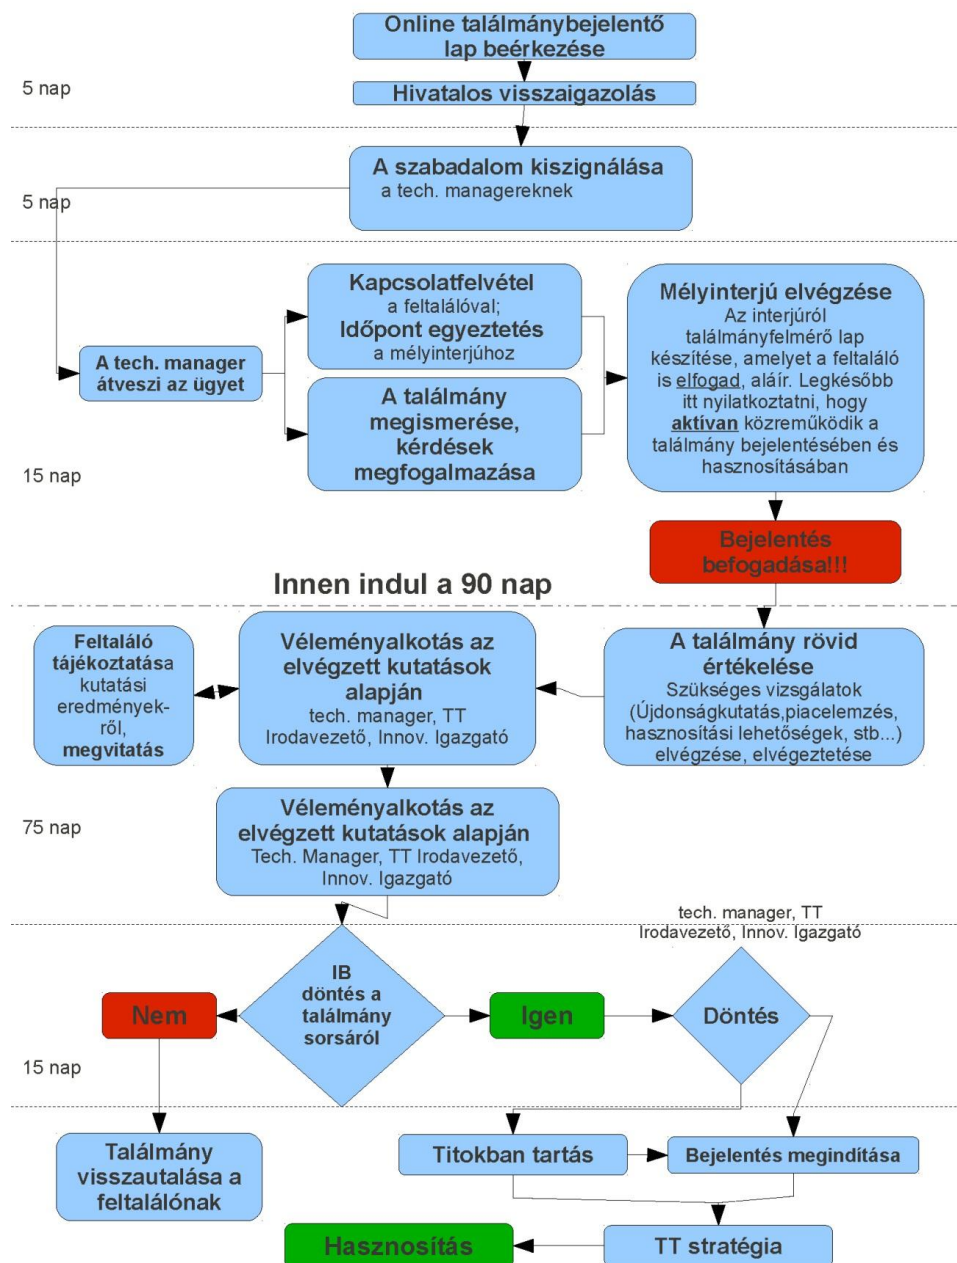 Online találmánybejelentő
lap beérkezése
5 nap
Hivatalos visszaigazolás
A szabadalom kiszignálása
a tech. managereknek
5 nap
Kapcsolatfelvétel
a feltalálóval;
Időpont egyeztetés
a mélyinterjúhoz
Mélyinterjú elvégzése
Az interjúról
találmányfelmérő lap
készítése, amelyet a feltaláló
is elfogad, aláír. Legkésőbb
itt nyilatkoztatni, hogy
aktívan közreműködik a
találmány bejelentésében és
hasznosításában
A tech. manager
átveszi az ügyet
A találmány
megismerése,
kérdések
megfogalmazása
15 nap
Bejelentés
befogadása!!!
Innen indul a 90 nap
Feltaláló
tájékoztatása
kutatási
eredmények-
ről,
megvitatás
Véleményalkotás az
elvégzett kutatások
alapján
tech. manager, TT
Irodavezető, Innov. Igazgató
A találmány rövid
értékelése
Szükséges vizsgálatok
(Újdonságkutatás,piacelemzés,
hasznosítási lehetőségek, stb...)
elvégzése, elvégeztetése
75 nap
Véleményalkotás az
elvégzett kutatások alapján
Tech. Manager, TT Irodavezető,
Innov. Igazgató
tech. manager, TT
Irodavezető, Innov. Igazgató
Nem
IB
döntés a
találmány
sorsáról
Igen
Döntés
15 nap
Találmány
visszautalása a
feltalálónak
Titokban tartás
Bejelentés megindítása
Hasznosítás
TT stratégia